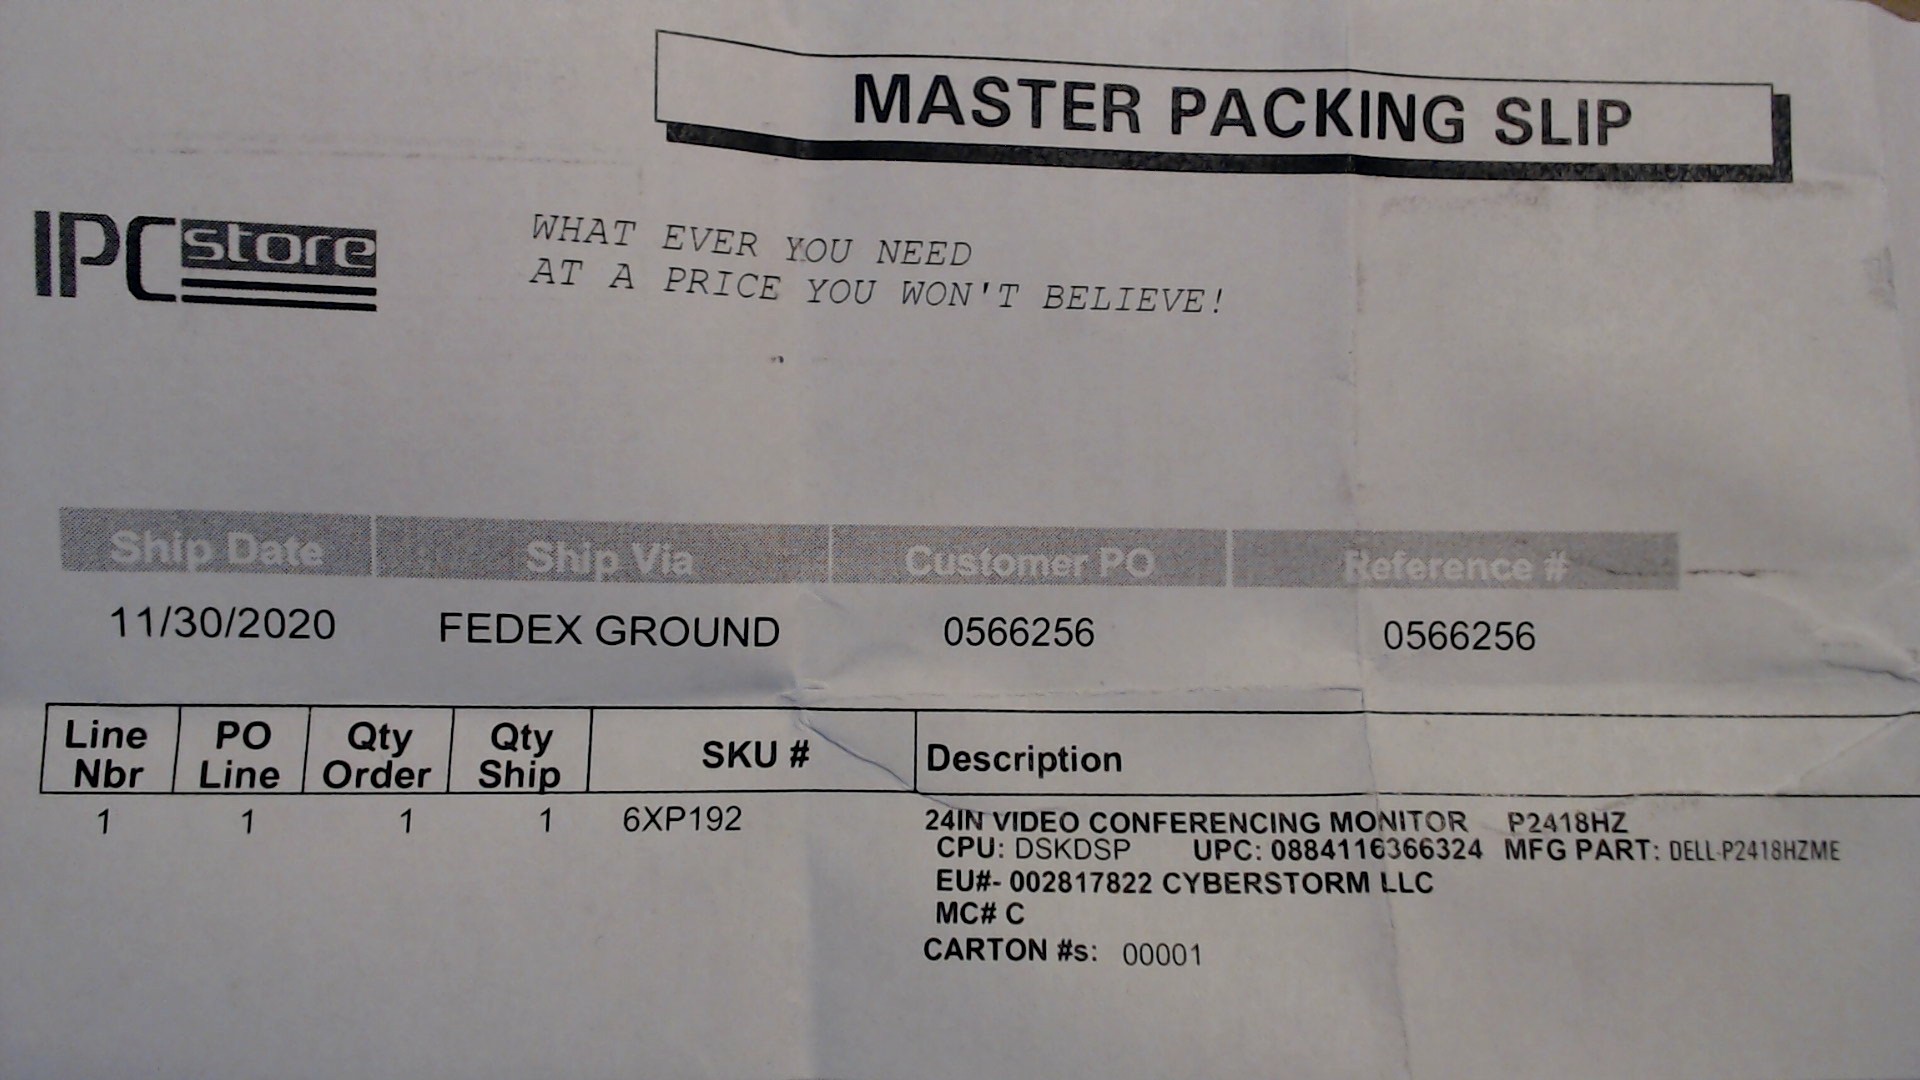 MASTER PACKING SLIP
IPC store
WHAT EVER YOU NEED
AT A PRICE YOU WON'T BELIEVE!
Ship Date Ship Via Customer PO Reference #
11/30/2020 FEDEX GROUND 0566256 0566256
Line Nbr PO Line Qty Order Qty Ship SKU # Description
1 1 1 1 6XP192 24IN VIDEO CONFERENCING MONITOR P2418HZ
CPU: DSKDSP UPC: 0884116366324 MFG PART: DELL-P2418HZME
EU#- 002817822 CYBERSTORM LLC
MC# C
CARTON #s: 00001